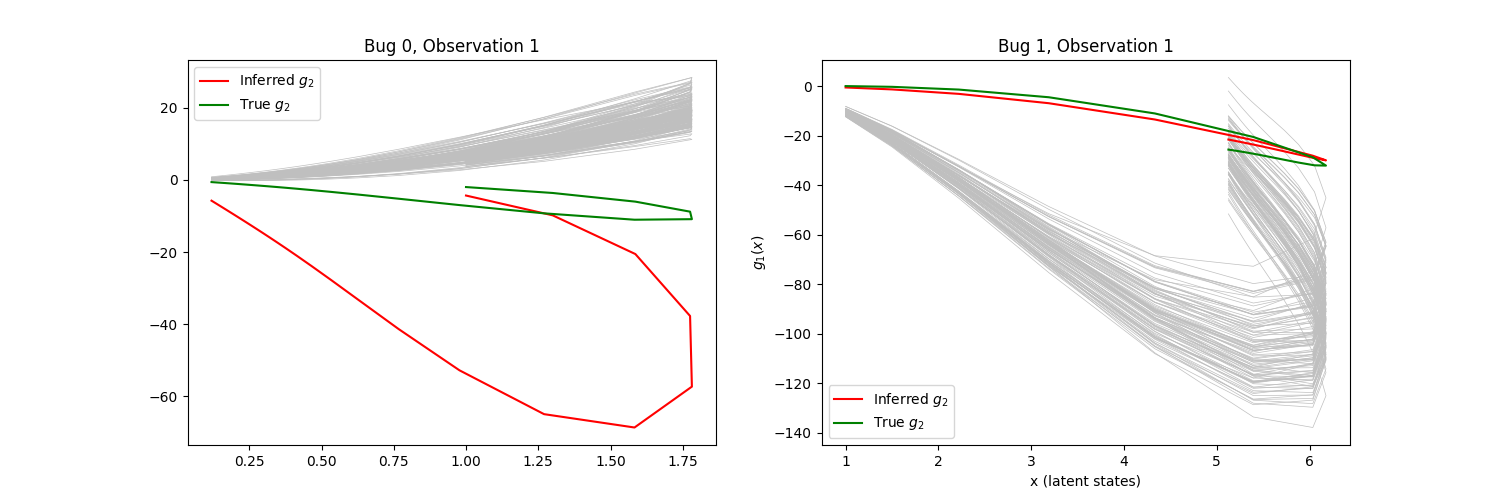 Bug 0, Observation 1
Inferred g₂
True g₂
20
0
−20
−40
−60
0.25 0.50 0.75 1.00 1.25 1.50 1.75
Bug 1, Observation 1
g₁(x)
0
−20
−40
−60
−80
−100
−120
−140
Inferred g₂
True g₂
1 2 3 4 5 6
x (latent states)